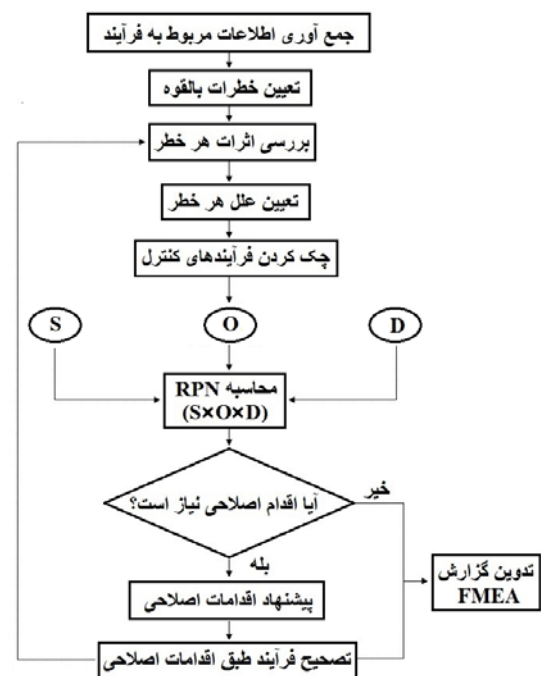 جمع آوری اطلاعات مربوط به فرآیند
تعیین خطرات بالقوه
بررسی اثرات هر خطر
تعیین علل هر خطر
چک کردن فرآیندهای کنترل
S
O
D
محاسبه RPN
(S×O×D)
آیا اقدام اصلاحی نیاز است؟
خیر
بله
پیشنهاد اقدامات اصلاحی
تصحیح فرآیند طبق اقدامات اصلاحی
تدوین گزارش
FMEA